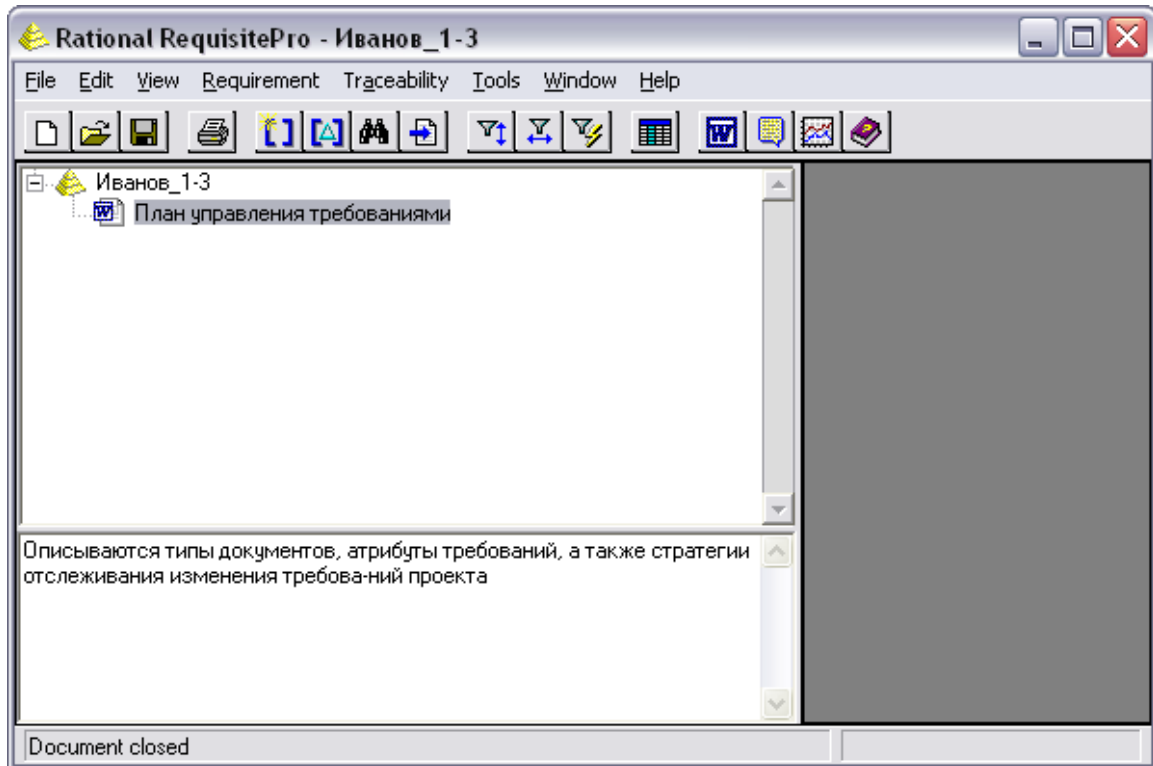 Rational RequisitePro - Иванов_1-3
File Edit View Requirement Traceability Tools Window Help
Иванов_1-3
План управления требованиями
Описываются типы документов, атрибуты требований, а также стратегии
отслеживания изменения требова-ний проекта
Document closed